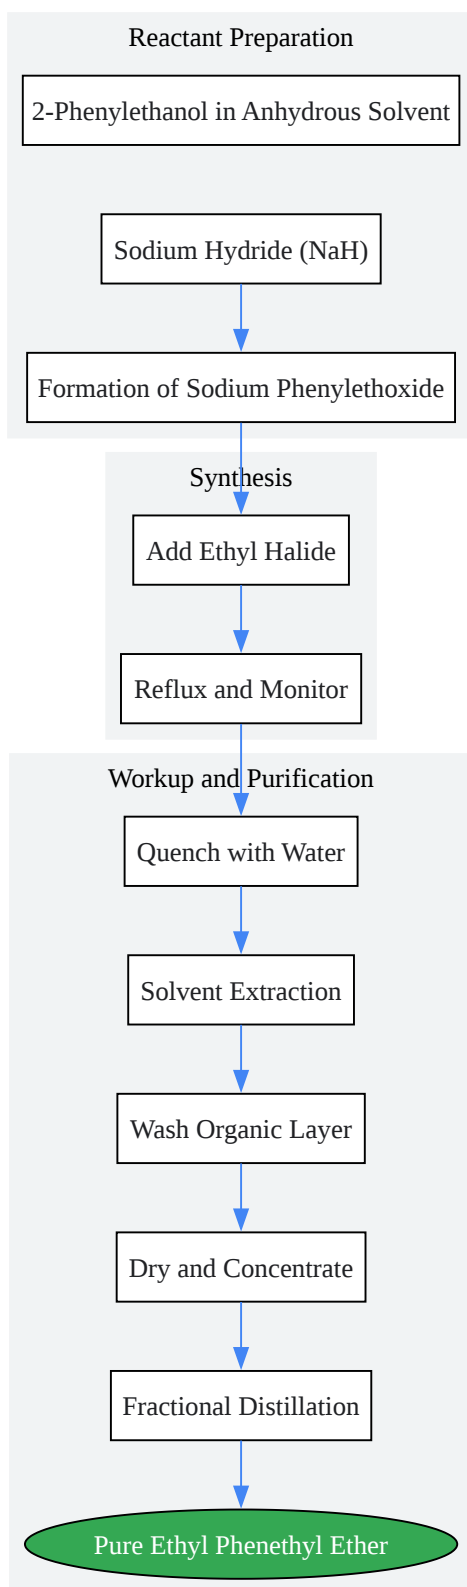 Reactant Preparation
2-Phenylethanol in Anhydrous Solvent
Sodium Hydride (NaH)
Formation of Sodium Phenylethoxide
Synthesis
Add Ethyl Halide
Reflux and Monitor
Workup and Purification
Quench with Water
Solvent Extraction
Wash Organic Layer
Dry and Concentrate
Fractional Distillation
Pure Ethyl Phenethyl Ether